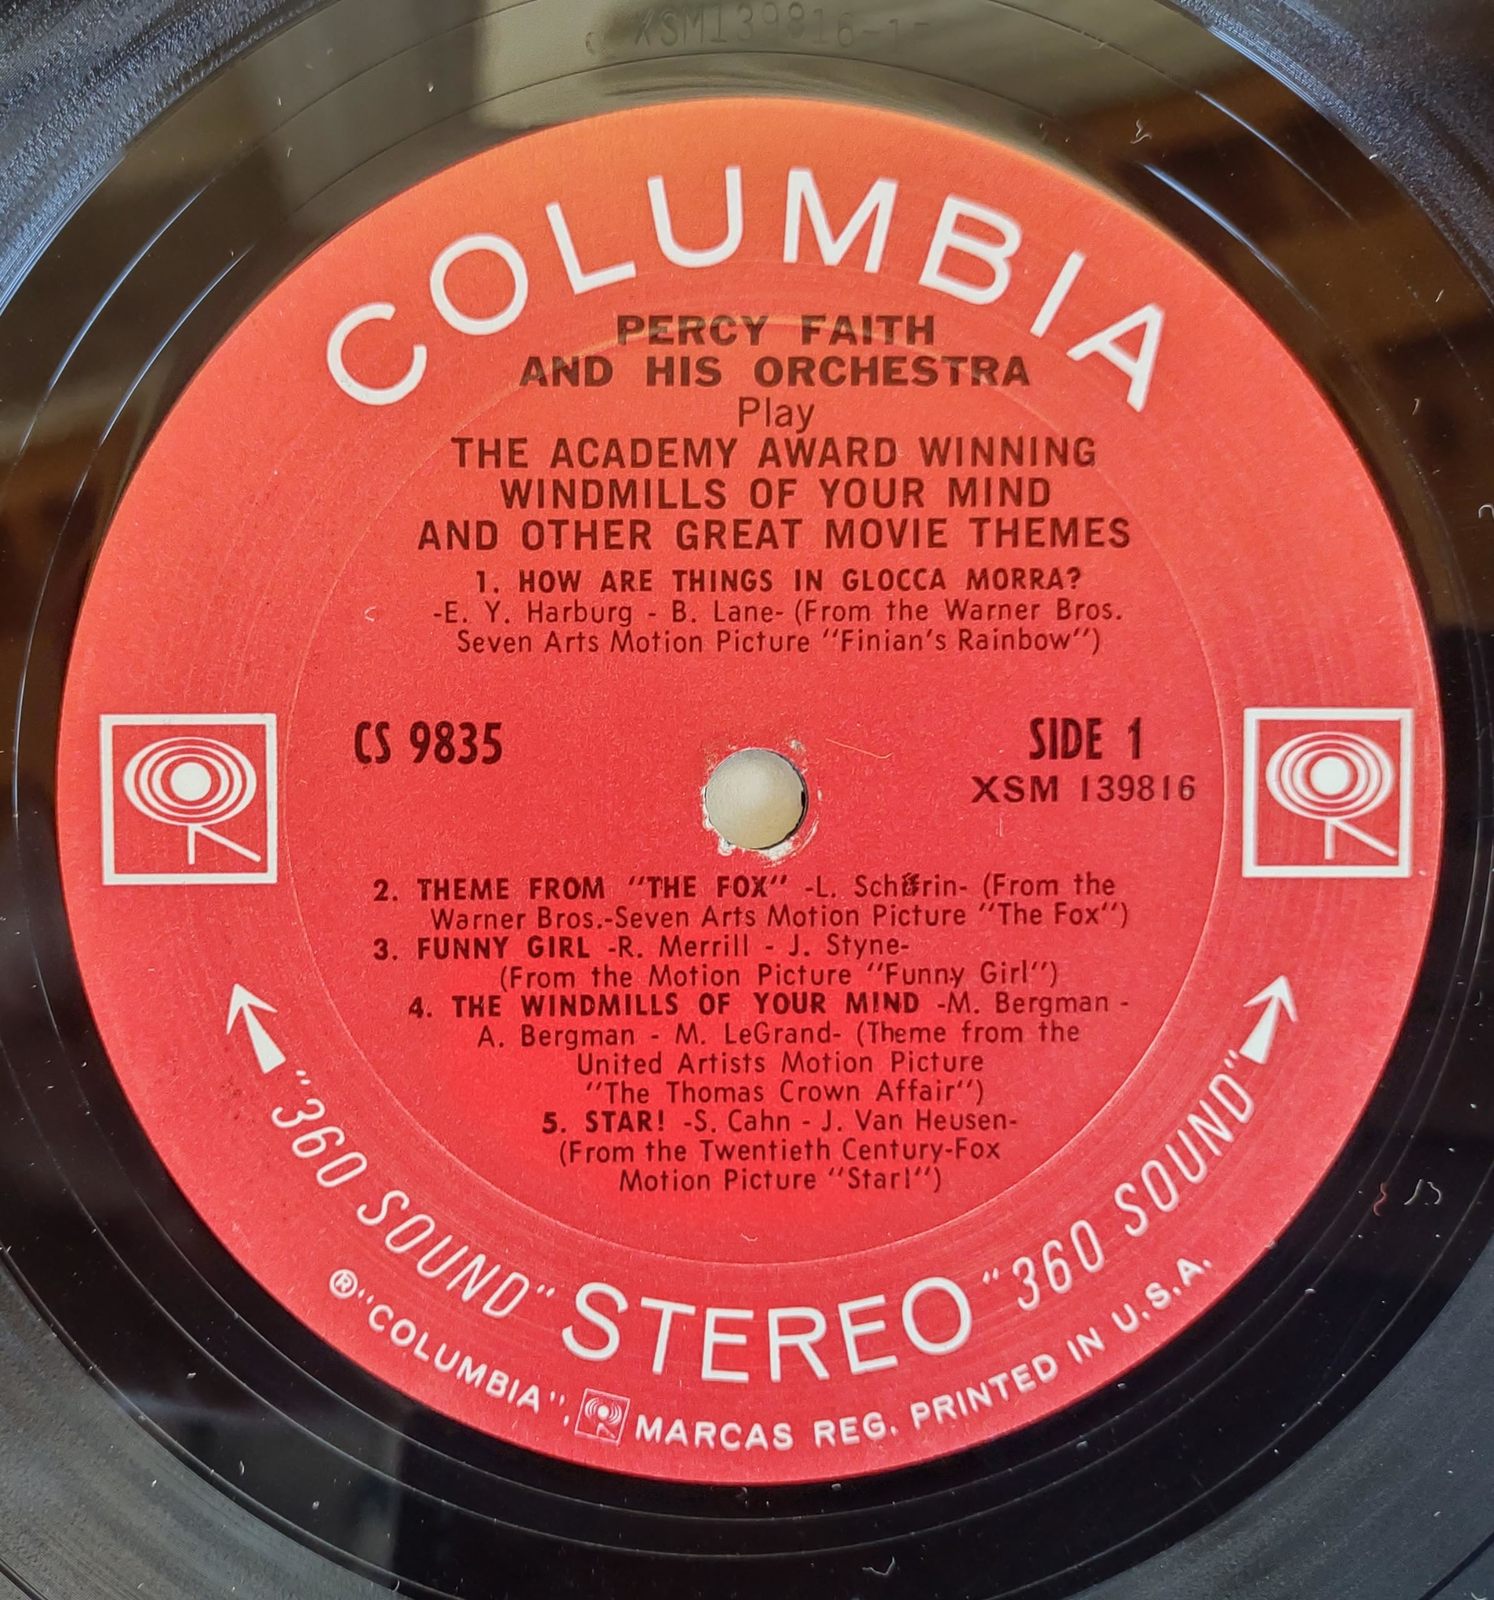 XSM139816-1
COLUMBIA
PERCY FAITH
AND HIS ORCHESTRA
Play
THE ACADEMY AWARD WINNING
WINDMILLS OF YOUR MIND
AND OTHER GREAT MOVIE THEMES
1. HOW ARE THINGS IN GLOCCA MORRA?
-E. Y. Harburg - B. Lane- (From the Warner Bros.
Seven Arts Motion Picture "Finian's Rainbow")
CS 9835
SIDE 1
XSM 139816
2. THEME FROM "THE FOX" -L. Schifrin- (From the
Warner Bros.-Seven Arts Motion Picture "The Fox")
3. FUNNY GIRL -R. Merrill - J. Styne-
(From the Motion Picture "Funny Girl")
4. THE WINDMILLS OF YOUR MIND -M. Bergman -
A. Bergman - M. LeGrand- (Theme from the
United Artists Motion Picture
"The Thomas Crown Affair")
5. STAR! -S. Cahn - J. Van Heusen-
(From the Twentieth Century-Fox
Motion Picture "Star!")
"360 SOUND" STEREO "360 SOUND"
® "COLUMBIA", MARCAS REG. PRINTED IN U.S.A.